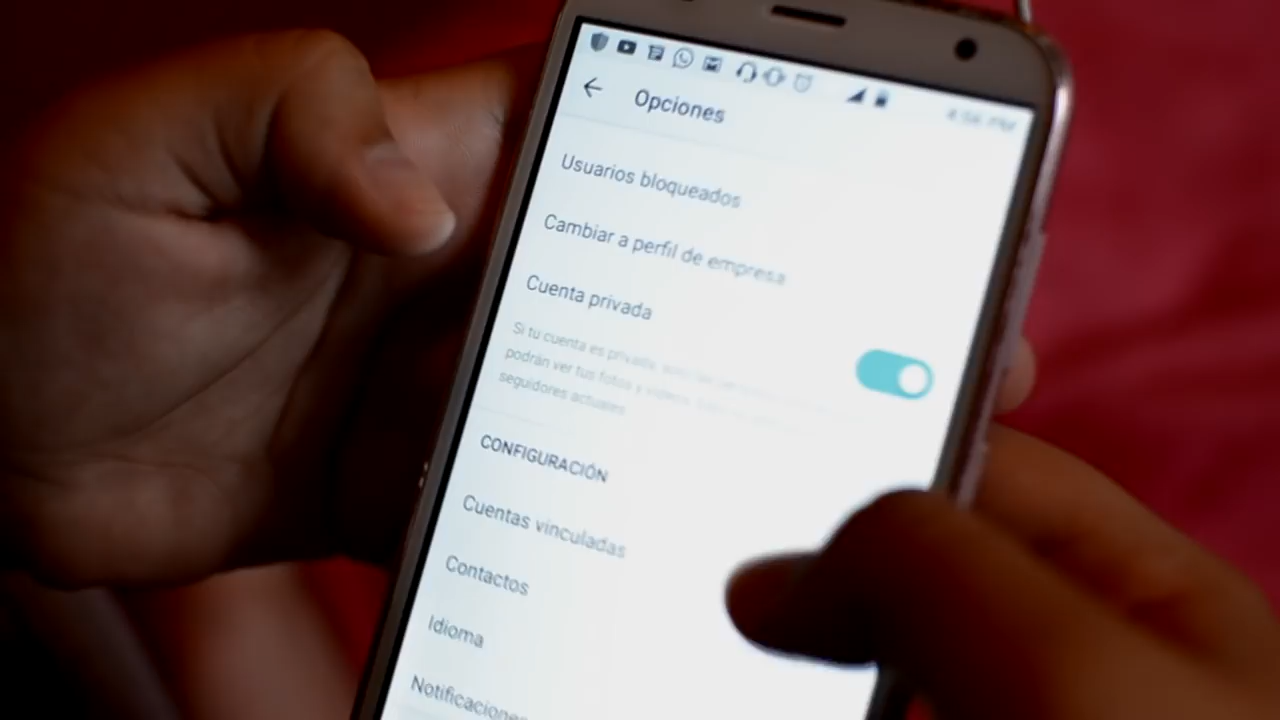 Opciones
Usuarios bloqueados
Cambiar a perfil de empresa
Cuenta privada
Si tu cuenta es privada,
podrán ver tus fotos y videos.
seguidores actuales
CONFIGURACIÓN
Cuentas vinculadas
Contactos
Idioma
Notificaciones